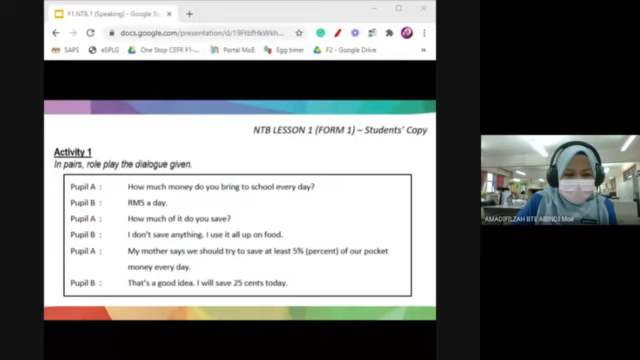 F1.NTB.1 (Speaking) - Google Sli
docs.google.com/presentation/d/19FtbfHkWkh...
SAPS
eSPLG
One Stop CEFR F1-...
Portal MoE
Egg timer
F2 - Google Drive
NTB LESSON 1 (FORM 1) – Students' Copy
Activity 1
In pairs, role play the dialogue given.
Pupil A : How much money do you bring to school every day?
Pupil B : RM5 a day.
Pupil A : How much of it do you save?
Pupil B : I don't save anything. I use it all up on food.
Pupil A : My mother says we should try to save at least 5% (percent) of our pocket
money every day.
Pupil B : That's a good idea. I will save 25 cents today.
AMADIFILZAH BTE ABINDI Moe